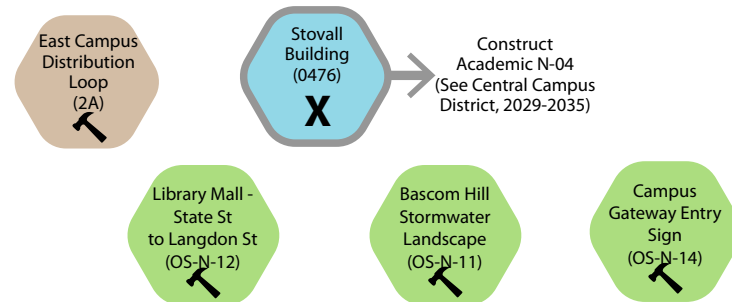 East Campus
Distribution
Loop
(2A)
Stovall
Building
(0476)
X
Construct
Academic N-04
(See Central Campus
District, 2029-2035)
Library Mall -
State St
to Langdon St
(OS-N-12)
Bascom Hill
Stormwater
Landscape
(OS-N-11)
Campus
Gateway Entry
Sign
(OS-N-14)